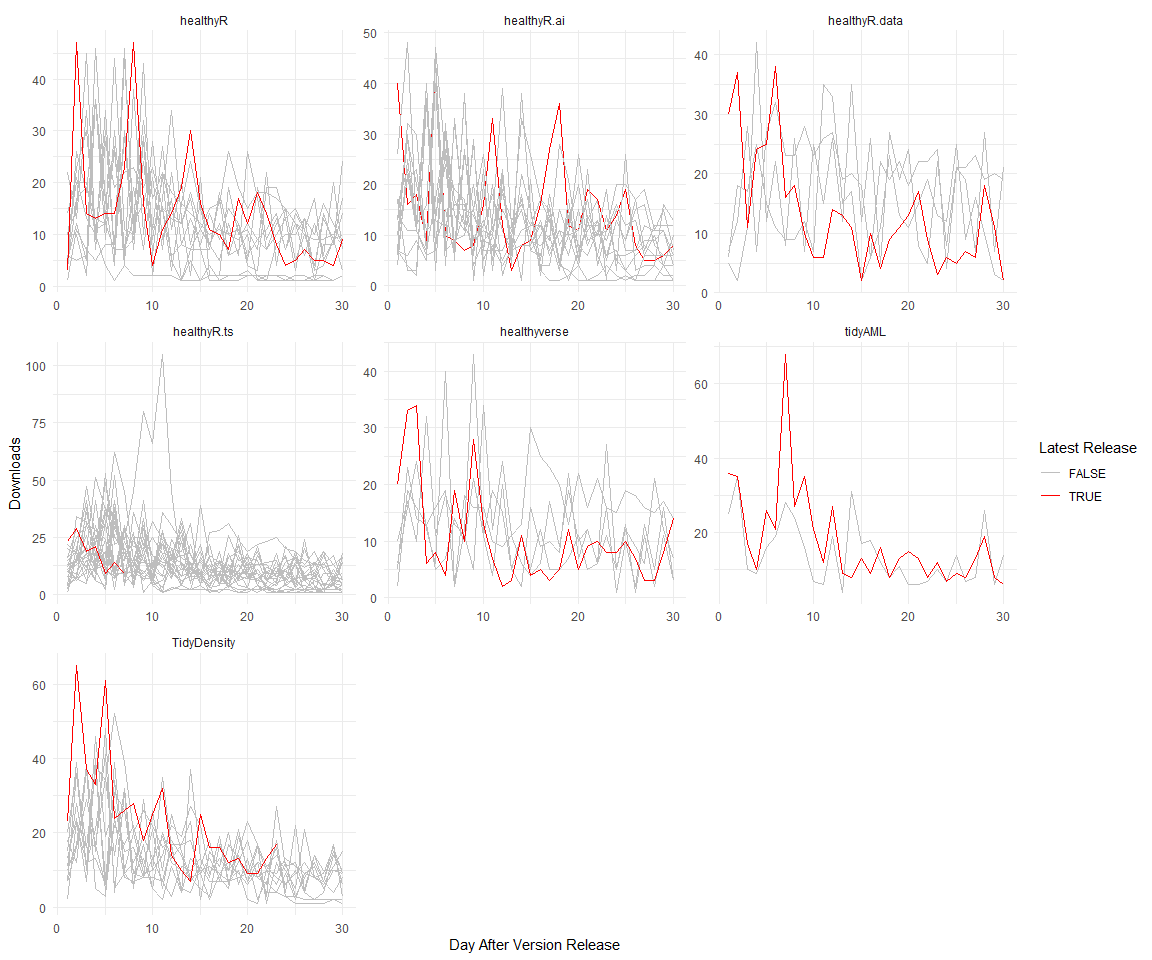 healthyR
healthyR.ai
healthyR.data
0 10 20 30 40
0 10 20 30
0 10 20 30 40 50
0 10 20 30
0 10 20 30 40
0 10 20 30
healthyR.ts
healthyverse
tidyAML
0 25 50 75 100
0 10 20 30
0 10 20 30 40
0 10 20 30
20 40 60
0 10 20 30
TidyDensity
0 20 40 60
0 10 20 30
Downloads
Day After Version Release
Latest Release
FALSE
TRUE